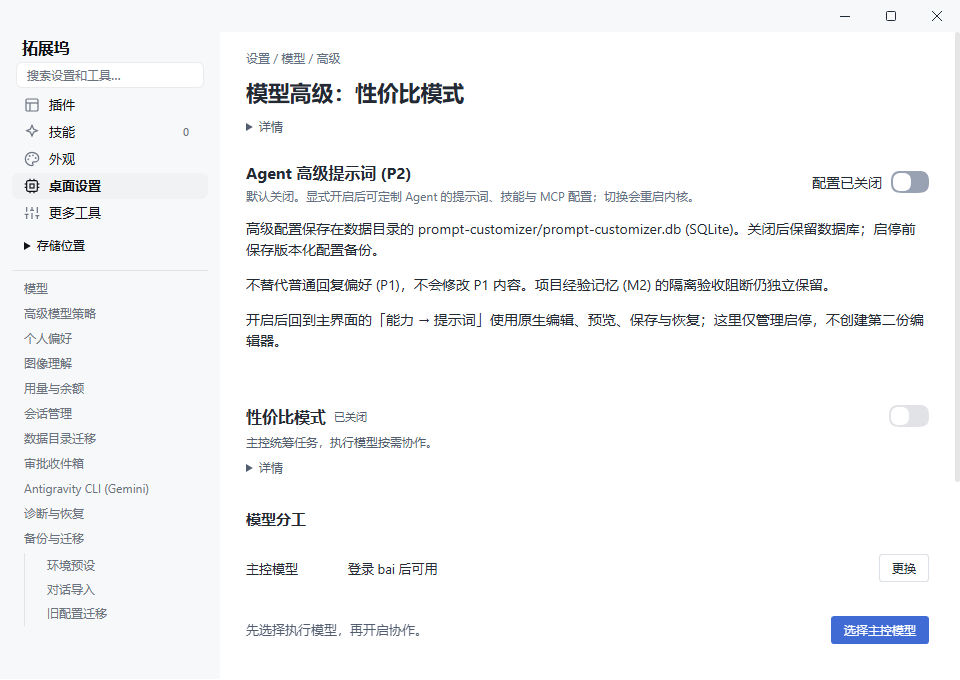 拓展坞
搜索设置和工具...
插件
技能 0
外观
桌面设置
更多工具
存储位置
模型
高级模型策略
个人偏好
图像理解
用量与余额
会话管理
数据目录迁移
审批收件箱
Antigravity CLI (Gemini)
诊断与恢复
备份与迁移
环境预设
对话导入
旧配置迁移
设置 / 模型 / 高级
模型高级：性价比模式
详情
Agent 高级提示词 (P2)
配置已关闭
默认关闭。显式开启后可定制 Agent 的提示词、技能与 MCP 配置；切换会重启内核。
高级配置保存在数据目录的 prompt-customizer/prompt-customizer.db (SQLite)。关闭后保留数据库；启停前
保存版本化配置备份。
不替代普通回复偏好 (P1)，不会修改 P1 内容。项目经验记忆 (M2) 的隔离验收阻断仍独立保留。
开启后回到主界面的「能力 → 提示词」使用原生编辑、预览、保存与恢复；这里仅管理启停，不创建第二份编
辑器。
性价比模式 已关闭
主控统筹任务，执行模型按需协作。
详情
模型分工
主控模型 登录 bai 后可用 更换
先选择执行模型，再开启协作。 选择主控模型